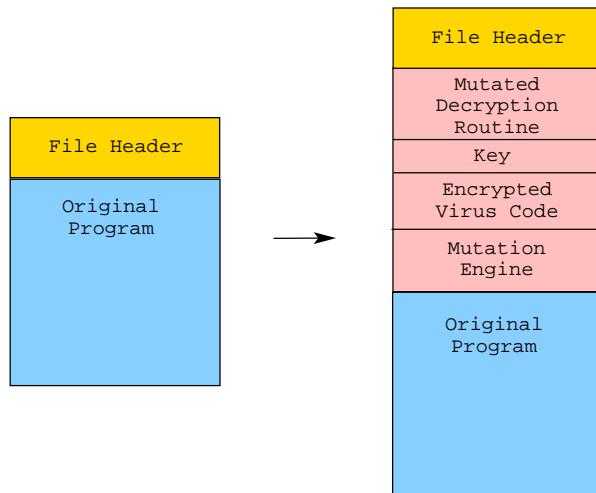 File Header
Original
Program
File Header
Mutated
Decryption
Routine
Key
Encrypted
Virus Code
Mutation
Engine
Original
Program